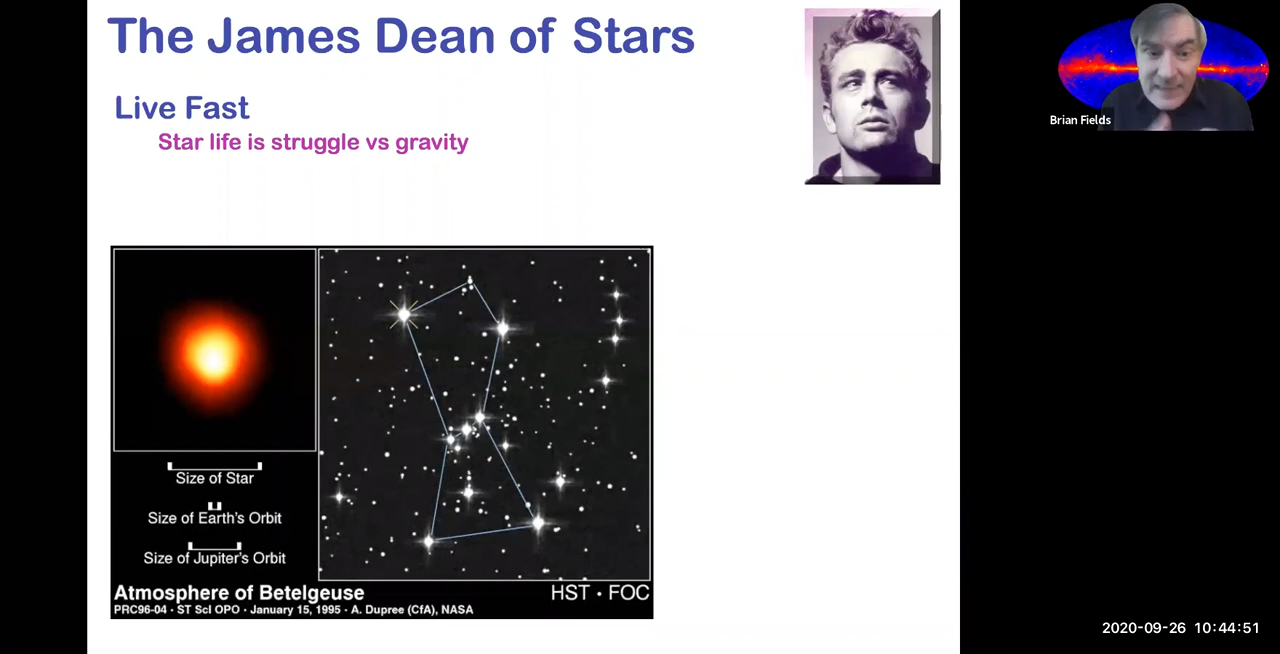 The James Dean of Stars
Live Fast
Star life is struggle vs gravity
Brian Fields
Size of Star
Size of Earth's Orbit
Size of Jupiter's Orbit
Atmosphere of Betelgeuse
HST · FOC
PRC96-04 · ST ScI OPO · January 15, 1995 · A. Dupree (CfA), NASA
2020-09-26 10:44:51